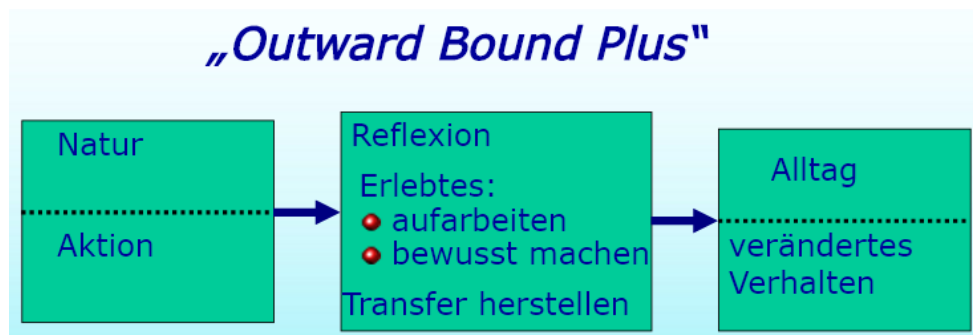 „Outward Bound Plus“
Natur
Aktion
Reflexion
Erlebtes:
aufarbeiten
bewusst machen
Transfer herstellen
Alltag
verändertes
Verhalten